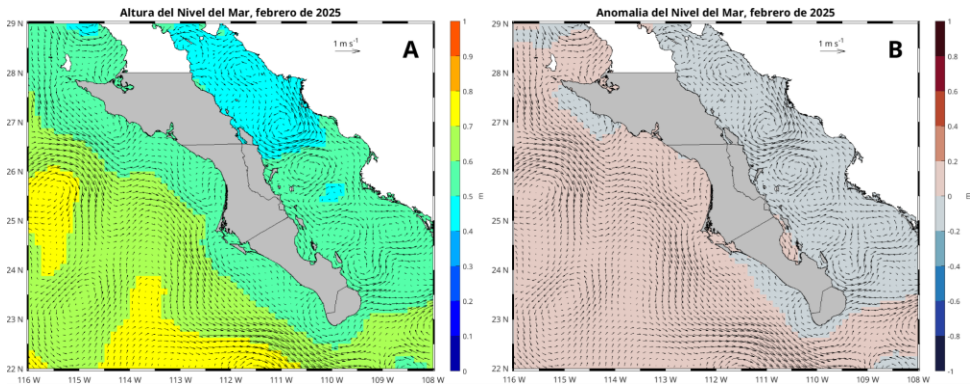 Altura del Nivel del Mar, febrero de 2025
29 N
28 N
27 N
26 N
25 N
24 N
23 N
22 N
116 W 115 W 114 W 113 W 112 W 111 W 110 W 109 W 108 W
1 m s-1
A
1
0.9
0.8
0.7
0.6
0.5
0.4
0.3
0.2
0.1
0
m
Anomalia del Nivel del Mar, febrero de 2025
29 N
28 N
27 N
26 N
25 N
24 N
23 N
22 N
116 W 115 W 114 W 113 W 112 W 111 W 110 W 109 W 108 W
1 m s-1
B
1
0.8
0.6
0.4
0.2
0
-0.2
-0.4
-0.6
-0.8
-1
m